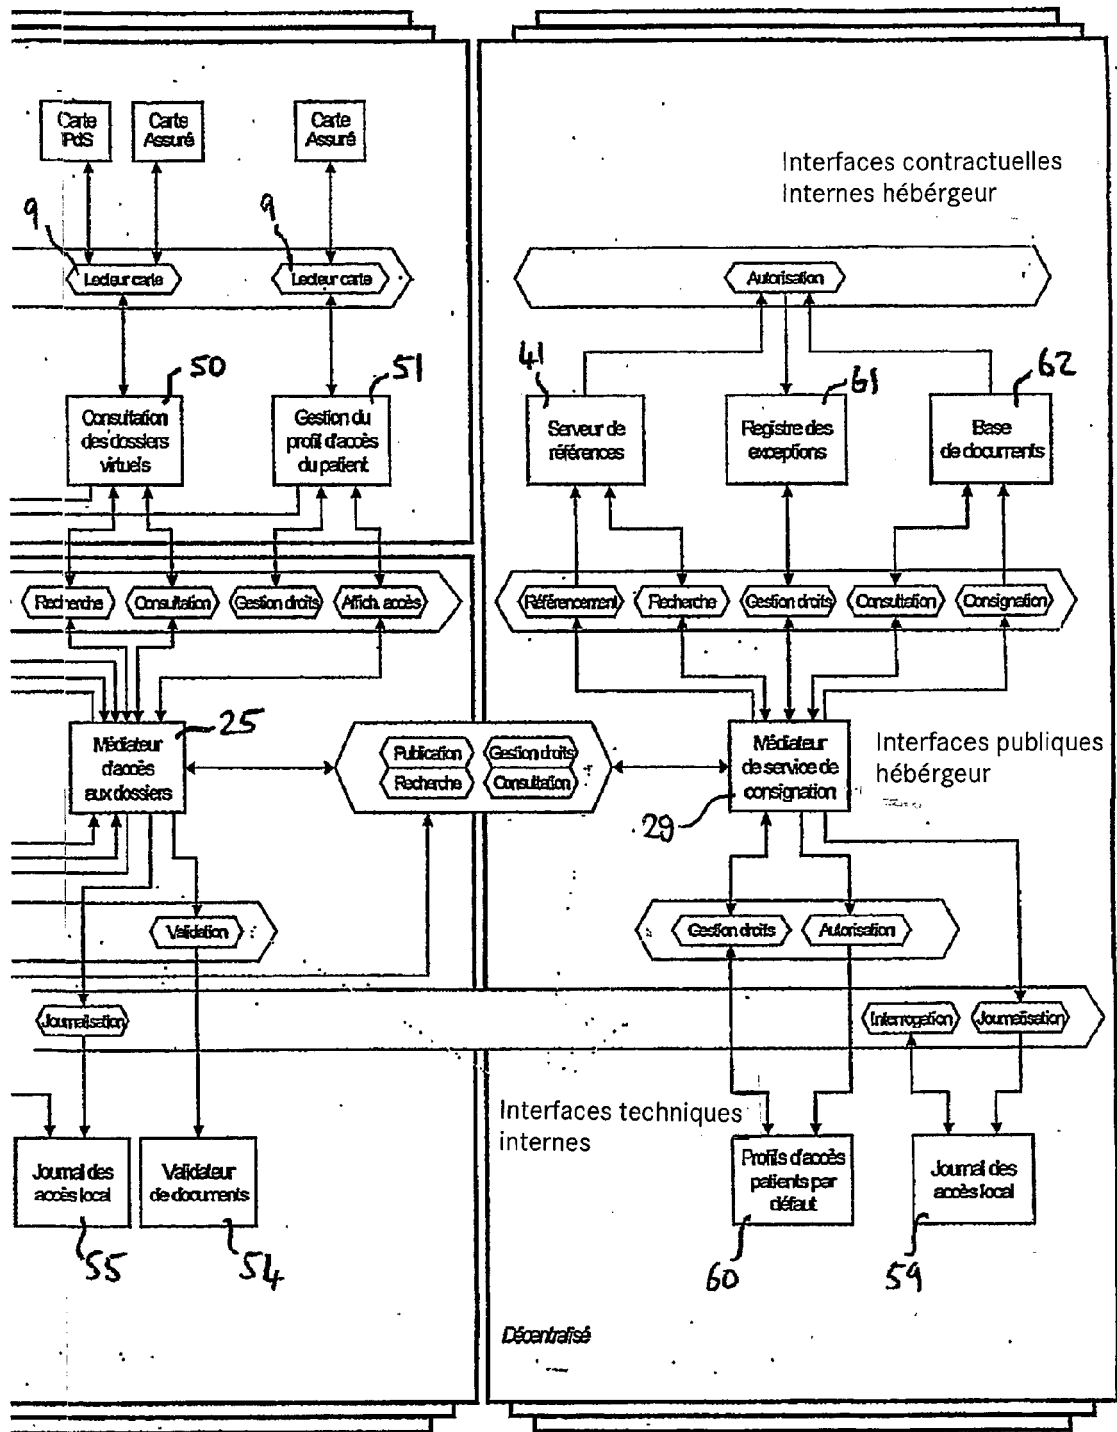 Carte
PdS
Carte
Assuré
Carte
Assuré
Interfaces contractuelles
Internes hébérgeur
9
9
Lecteur carte
Lecteur carte
Autorisation
50
51
41
61
62
Consultation
des dossiers
virtuels
Gestion du
profil d'accès
du patient
Serveur de
références
Registre des
exceptions
Base
de documents
Recherche
Consultation
Gestion droits
Affich. accès
Référencement
Recherche
Gestion droits
Consultation
Consignation
25
Médiateur
d'accès
aux dossiers
Publication
Gestion droits
Recherche
Consultation
Médiateur
de service de
consignation
Interfaces publiques
hébérgeur
29
Validation
Gestion droits
Autorisation
Journalisation
Interrogation
Journalisation
Interfaces techniques
internes
Journal des
accès local
Validateur
de documents
Profils d'accès
patients par
défaut
Journal des
accès local
55
54
60
59
Décentralisé